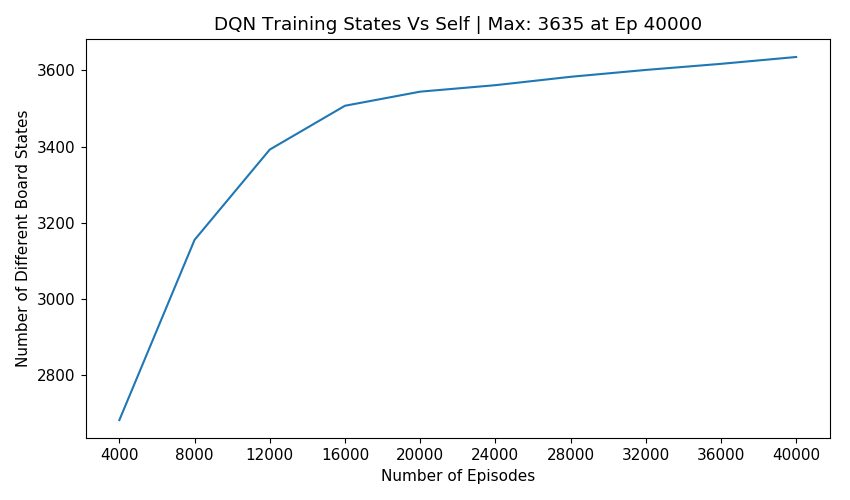 DQN Training States Vs Self | Max: 3635 at Ep 40000
Number of Different Board States
3600
3400
3200
3000
2800
4000 8000 12000 16000 20000 24000 28000 32000 36000 40000
Number of Episodes